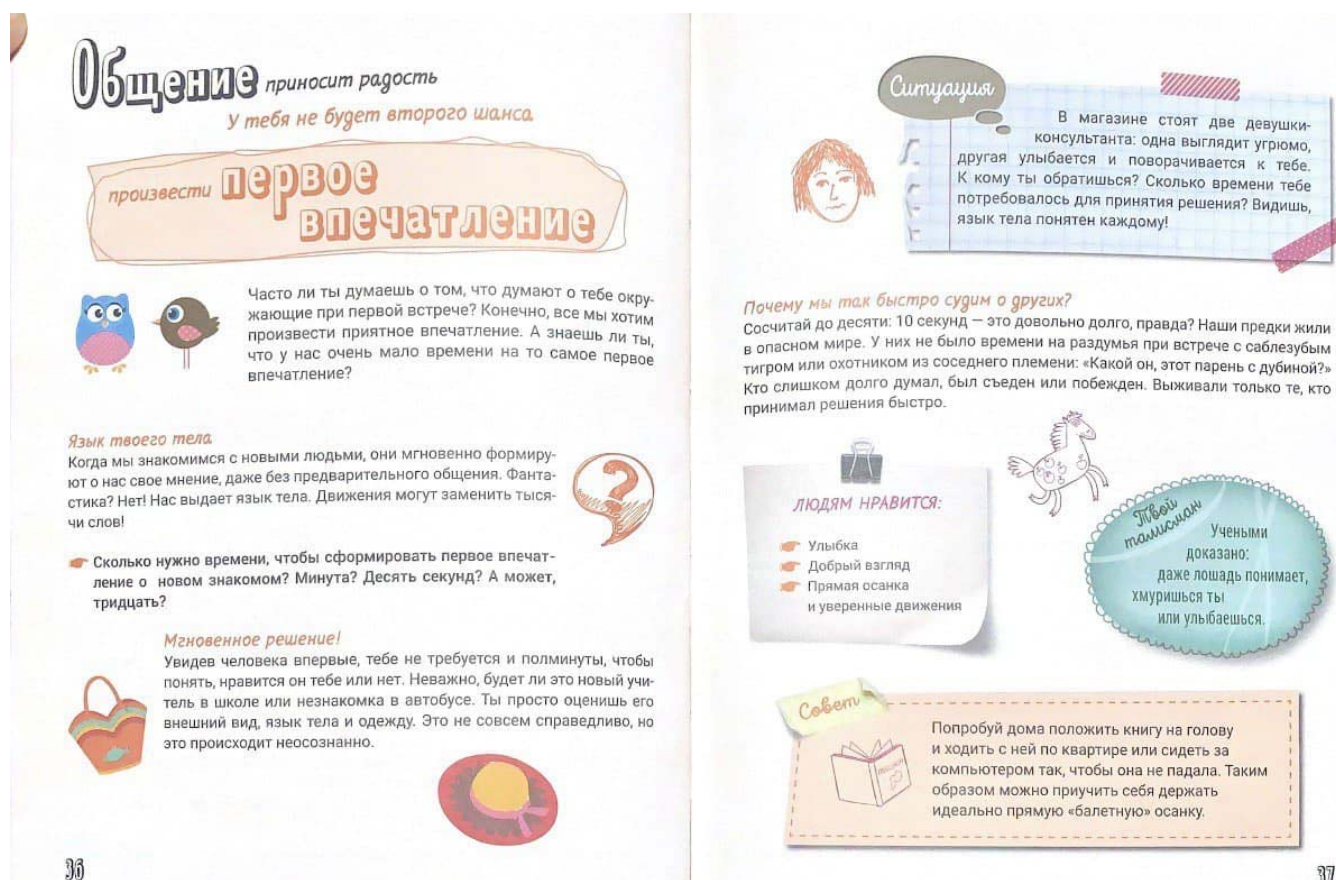 Общение приносит радость
У тебя не будет второго шанса
произвести первое
впечатление
Часто ли ты думаешь о том, что думают о тебе окру-
жающие при первой встрече? Конечно, все мы хотим
произвести приятное впечатление. А знаешь ли ты,
что у нас очень мало времени на то самое первое
впечатление?
Язык твоего тела
Когда мы знакомимся с новыми людьми, они мгновенно формиру-
ют о нас свое мнение, даже без предварительного общения. Фанта-
стика? Нет! Нас выдает язык тела. Движения могут заменить тыся-
чи слов!
Сколько нужно времени, чтобы сформировать первое впечат-
ление о новом знакомом? Минута? Десять секунд? А может,
тридцать?
Мгновенное решение!
Увидев человека впервые, тебе не требуется и полминуты, чтобы
понять, нравится он тебе или нет. Неважно, будет ли это новый учи-
тель в школе или незнакомка в автобусе. Ты просто оценишь его
внешний вид, язык тела и одежду. Это не совсем справедливо, но
это происходит неосознанно.
36
Ситуация
В магазине стоят две девушки-
консультанта: одна выглядит угрюмо,
другая улыбается и поворачивается к тебе.
К кому ты обратишься? Сколько времени тебе
потребовалось для принятия решения? Видишь,
язык тела понятен каждому!
Почему мы так быстро судим о других?
Сосчитай до десяти: 10 секунд — это довольно долго, правда? Наши предки жили
в опасном мире. У них не было времени на раздумья при встрече с саблезубым
тигром или охотником из соседнего племени: «Какой он, этот парень с дубиной?»
Кто слишком долго думал, был съеден или побежден. Выживали только те, кто
принимал решения быстро.
ЛЮДЯМ НРАВИТСЯ:
Улыбка
Добрый взгляд
Прямая осанка
и уверенные движения
Твой
талисман
Учеными
доказано:
даже лошадь понимает,
хмуришься ты
или улыбаешься.
Совет
Попробуй дома положить книгу на голову
и ходить с ней по квартире или сидеть за
компьютером так, чтобы она не падала. Таким
образом можно приучить себя держать
идеально прямую «балетную» осанку.
37